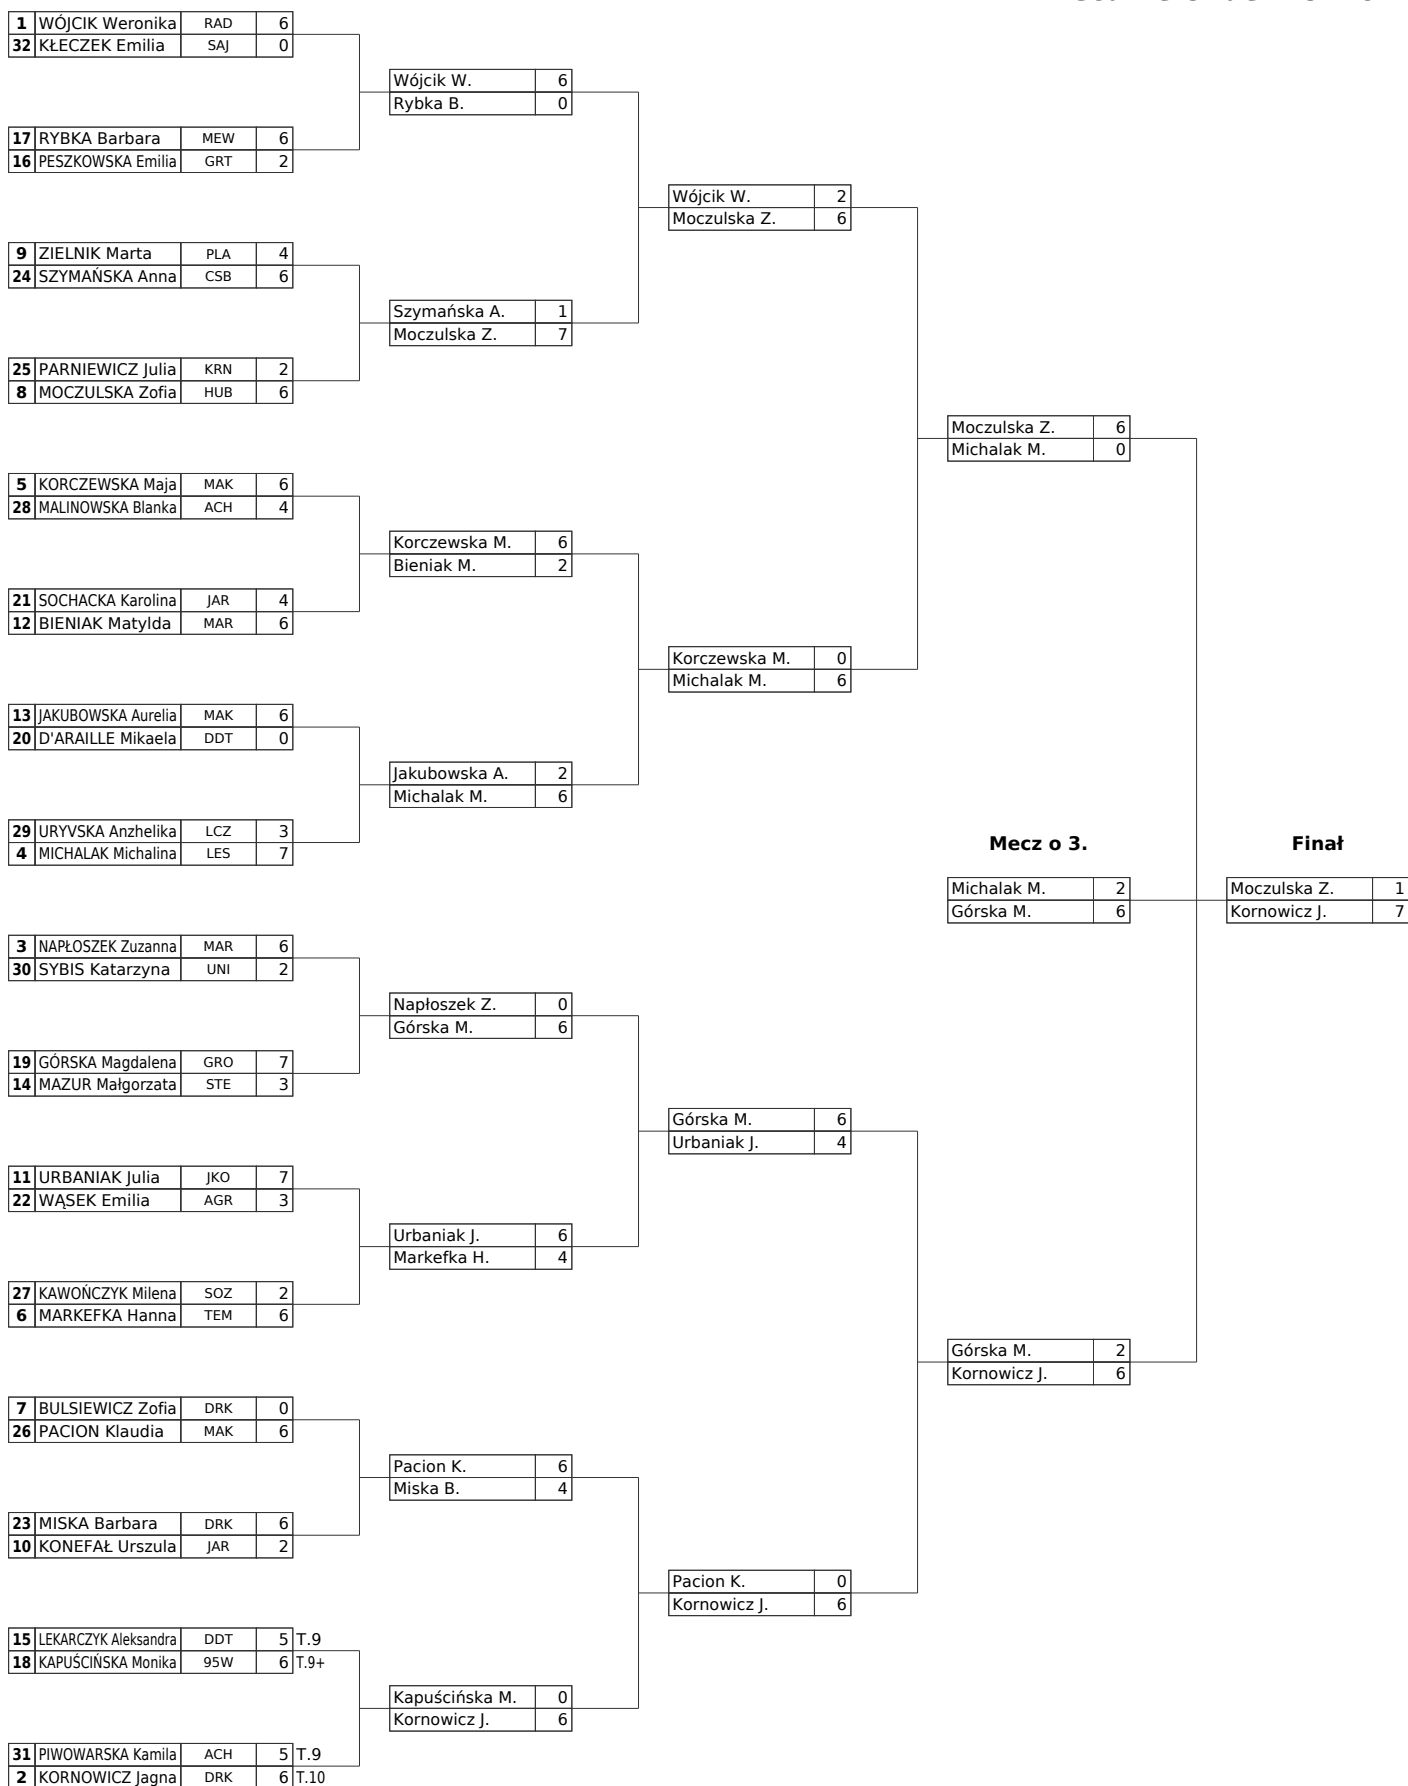 1 WÓJCIK Weronika RAD 6
32 KŁECZEK Emilia SAJ 0
Wójcik W. 6
Rybka B. 0
17 RYBKA Barbara MEW 6
16 PESZKOWSKA Emilia GRT 2
Wójcik W. 2
Moczulska Z. 6
9 ZIELNIK Marta PLA 4
24 SZYMAŃSKA Anna CSB 6
Szymańska A. 1
Moczulska Z. 7
25 PARNIEWICZ Julia KRN 2
8 MOCZULSKA Zofia HUB 6
Moczulska Z. 6
Michalak M. 0
5 KORCZEWSKA Maja MAK 6
28 MALINOWSKA Blanka ACH 4
Korczewska M. 6
Bieniak M. 2
21 SOCHACKA Karolina JAR 4
12 BIENIAK Matylda MAR 6
Korczewska M. 0
Michalak M. 6
13 JAKUBOWSKA Aurelia MAK 6
20 D'ARAILLE Mikaela DDT 0
Jakubowska A. 2
Michalak M. 6
29 URYVSKA Anzhelika LCZ 3
4 MICHALAK Michalina LES 7
Mecz o 3. Finał
Michalak M. 2 Moczulska Z. 1
Górska M. 6 Kornowicz J. 7
3 NAPŁOSZEK Zuzanna MAR 6
30 SYBIS Katarzyna UNI 2
Napłoszek Z. 0
Górska M. 6
19 GÓRSKA Magdalena GRO 7
14 MAZUR Małgorzata STE 3
Górska M. 6
Urbaniak J. 4
11 URBANIAK Julia JKO 7
22 WĄSEK Emilia AGR 3
Urbaniak J. 6
Markefka H. 4
27 KAWOŃCZYK Milena SOZ 2
6 MARKEFKA Hanna TEM 6
Górska M. 2
Kornowicz J. 6
7 BULSIEWICZ Zofia DRK 0
26 PACION Klaudia MAK 6
Pacion K. 6
Miska B. 4
23 MISKA Barbara DRK 6
10 KONEFAŁ Urszula JAR 2
Pacion K. 0
Kornowicz J. 6
15 LEKARCZYK Aleksandra DDT 5 T.9
18 KAPUŚCIŃSKA Monika 95W 6 T.9+
Kapuścińska M. 0
Kornowicz J. 6
31 PIWOWARSKA Kamila ACH 5 T.9
2 KORNOWICZ Jagna DRK 6 T.10